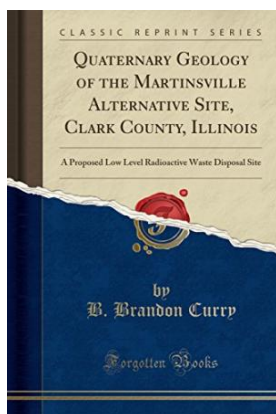 CLASSIC REPRINT SERIES
QUATERNARY GEOLOGY
OF THE MARTINSVILLE
ALTERNATIVE SITE,
CLARK COUNTY, ILLINOIS
A PROPOSED LOW LEVEL RADIOACTIVE WASTE DISPOSAL SITE
by
B. Brandon Curry
Forgotten Books